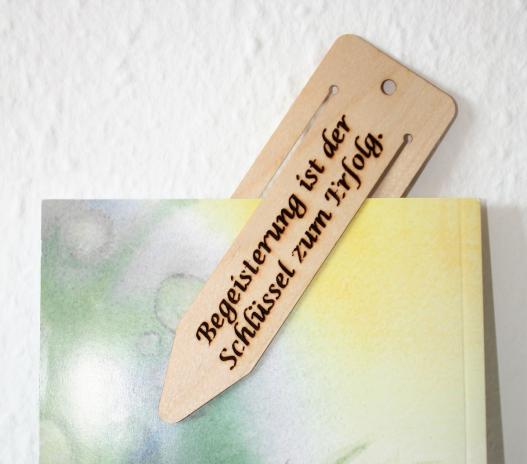 Begeisterung ist der
Schlüssel zum Erfolg.